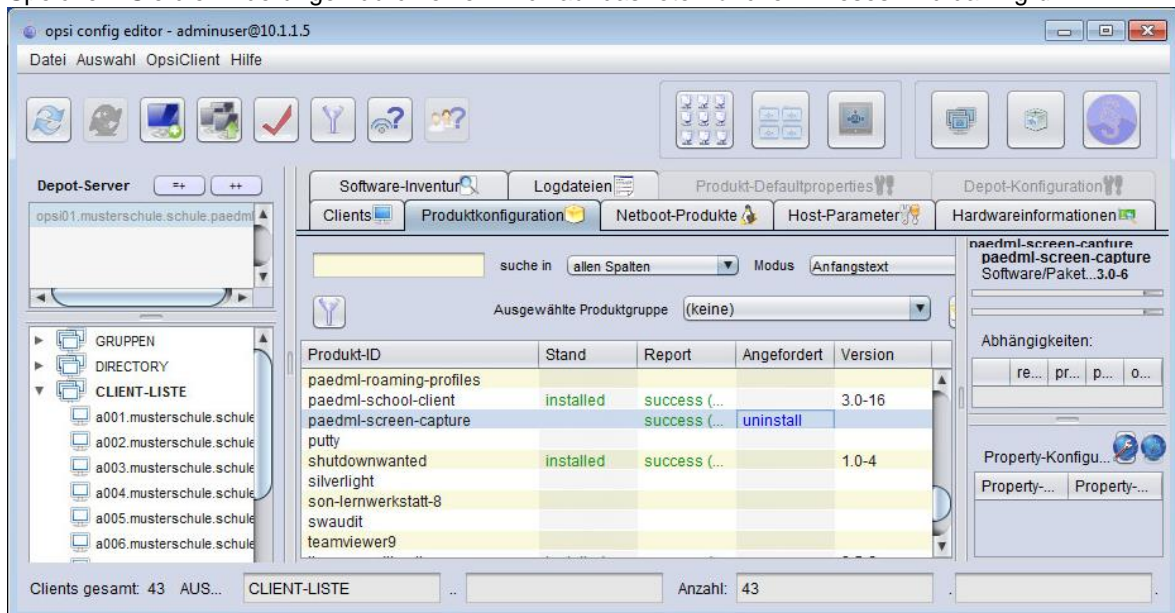 opsi config editor - adminuser@10.1.1.5
Datei Auswahl OpsiClient Hilfe
Depot-Server =+ ++
opsi01.musterschule.schule.paedml
GRUPPEN
DIRECTORY
CLIENT-LISTE
a001.musterschule.schule
a002.musterschule.schule
a003.musterschule.schule
a004.musterschule.schule
a005.musterschule.schule
a006.musterschule.schule
Software-Inventur Logdateien Produkt-Defaultproperties Depot-Konfiguration
Clients Produktkonfiguration Netboot-Produkte Host-Parameter Hardwareinformationen
suche in allen Spalten Modus Anfangstext
Ausgewählte Produktgruppe (keine)
Produkt-ID Stand Report Angefordert Version
paedml-roaming-profiles
paedml-school-client installed success (... 3.0-16
paedml-screen-capture success (... uninstall
putty
shutdownwanted installed success (... 1.0-4
silverlight
son-lernwerkstatt-8
swaudit
teamviewer9
paedml-screen-capture
paedml-screen-capture
Software/Paket...3.0-6
Abhängigkeiten:
re... pr... p... o...
Property-Konfigu...
Property-... Property-...
Clients gesamt: 43 AUS... CLIENT-LISTE .. Anzahl: 43 . .